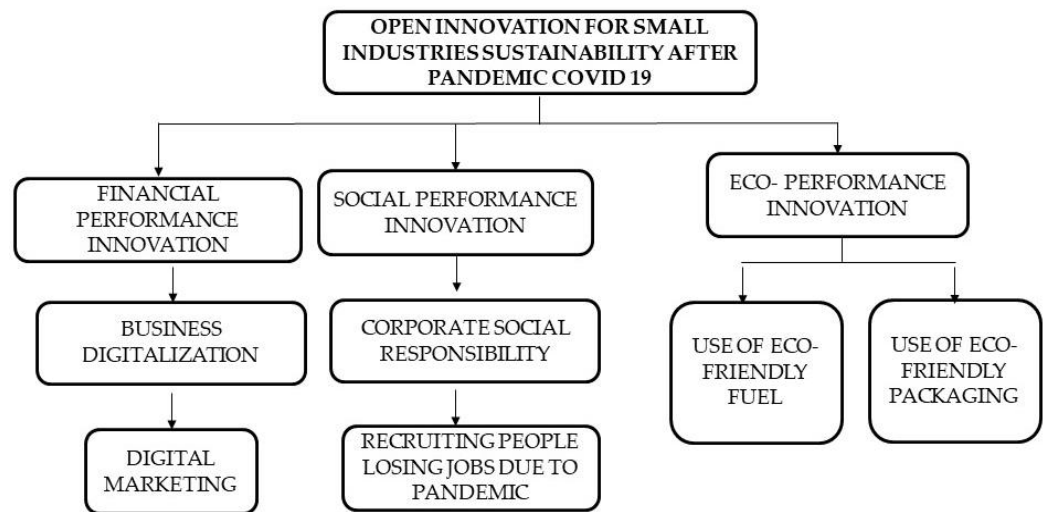 OPEN INNOVATION FOR SMALL
INDUSTRIES SUSTAINABILITY AFTER
PANDEMIC COVID 19
FINANCIAL
PERFORMANCE
INNOVATION
SOCIAL PERFORMANCE
INNOVATION
ECO- PERFORMANCE
INNOVATION
BUSINESS
DIGITALIZATION
CORPORATE SOCIAL
RESPONSIBILITY
USE OF ECO-
FRIENDLY
FUEL
USE OF ECO-
FRIENDLY
PACKAGING
DIGITAL
MARKETING
RECRUITING PEOPLE
LOSING JOBS DUE TO
PANDEMIC